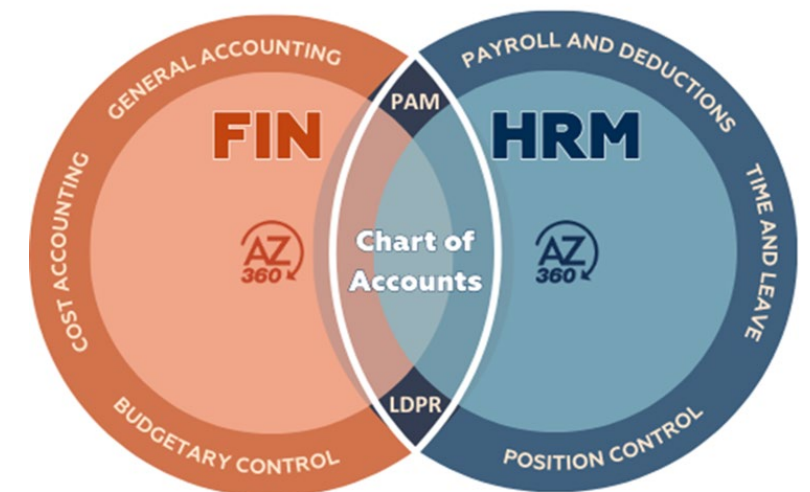 GENERAL ACCOUNTING
COST ACCOUNTING
BUDGETARY CONTROL
FIN
AZ
360
PAM
Chart of
Accounts
LDPR
HRM
AZ
360
PAYROLL AND DEDUCTIONS
TIME AND LEAVE
POSITION CONTROL